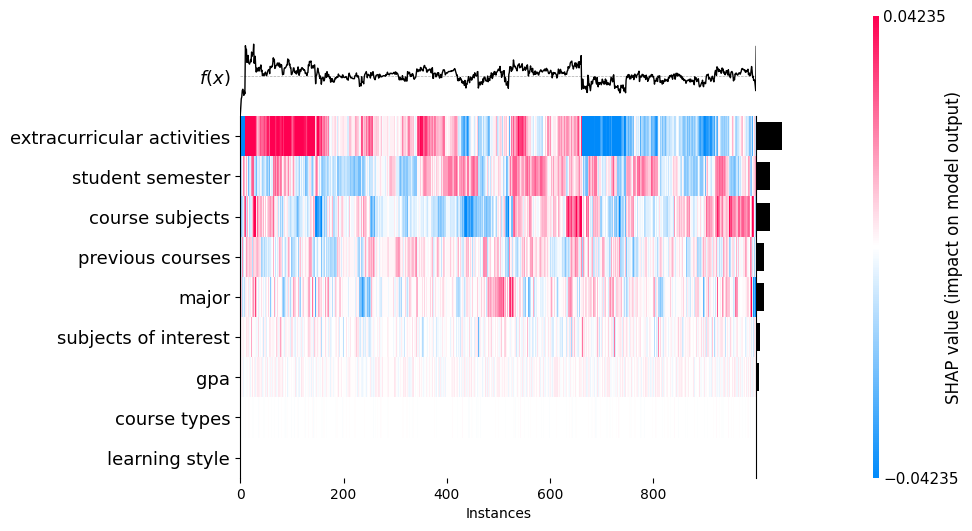 0.04235
f(x)
extracurricular activities
student semester
course subjects
previous courses
major
subjects of interest
gpa
course types
learning style
0 200 400 600 800
Instances
−0.04235
SHAP value (impact on model output)